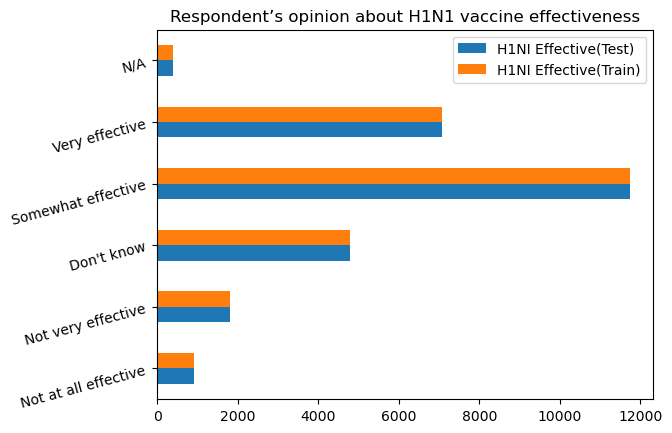 Respondent’s opinion about H1N1 vaccine effectiveness
H1NI Effective(Test)
H1NI Effective(Train)
N/A
Very effective
Somewhat effective
Don't know
Not very effective
Not at all effective
0 2000 4000 6000 8000 10000 12000